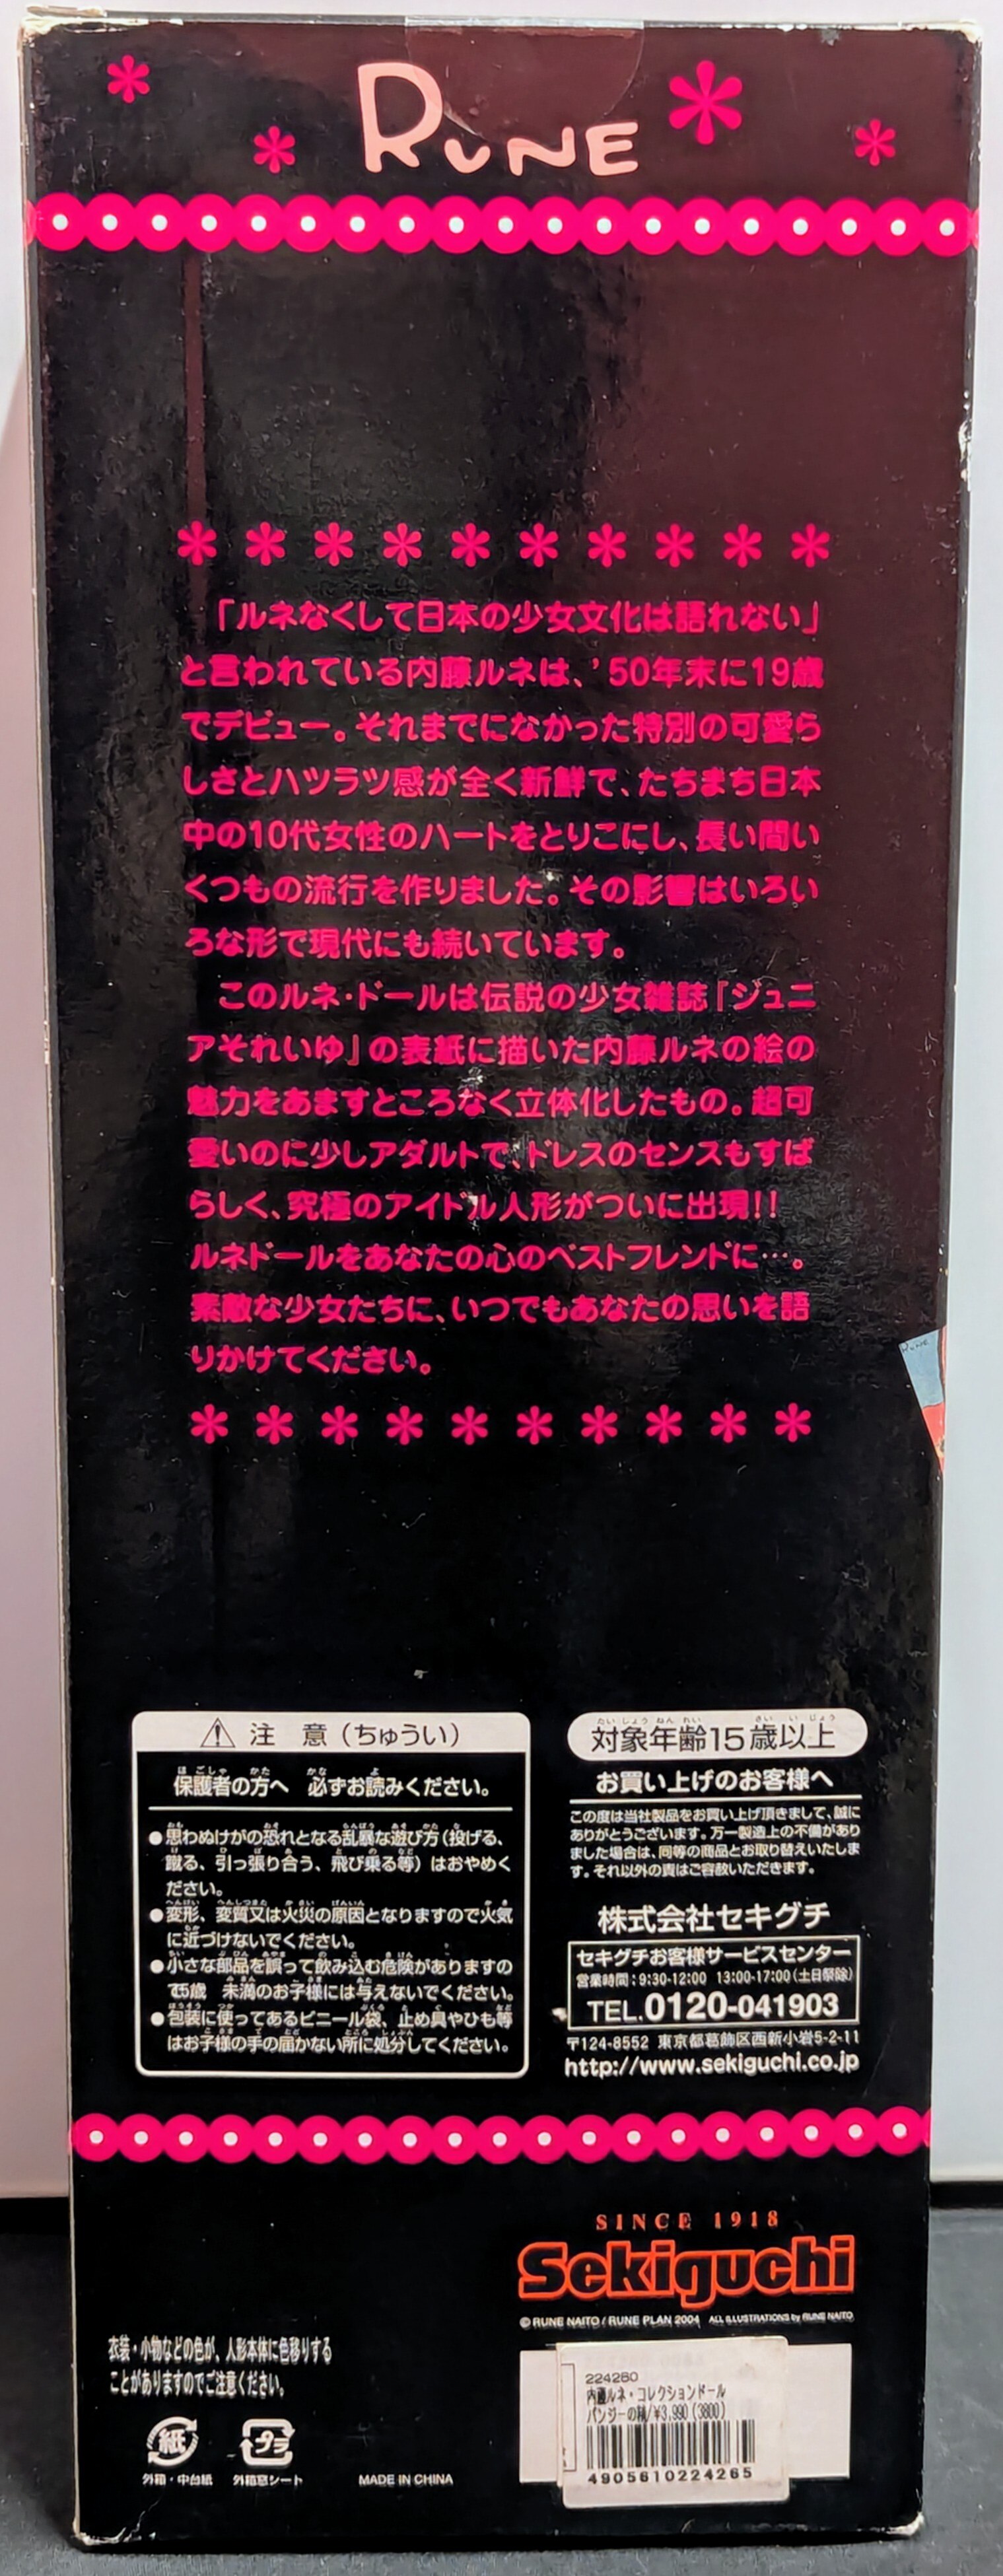 RUNE
「ルネなくして日本の少女文化は語れない」
と言われている内藤ルネは、'50年末に19歳
でデビュー。それまでになかった特別の可愛ら
しさとハツラツ感が全く新鮮で、たちまち日本
中の10代女性のハートをとりこにし、長い間い
くつもの流行を作りました。その影響はいろい
ろな形で現代にも続いています。
このルネ・ドールは伝説の少女雑誌『ジュニ
アそれいゆ』の表紙に描いた内藤ルネの絵の
魅力をあますところなく立体化したもの。超可
愛いのに少しアダルトで、ドレスのセンスもすば
らしく、究極のアイドル人形がついに出現!!
ルネドールをあなたの心のベストフレンドに…。
素敵な少女たちに、いつでもあなたの思いを語
りかけてください。
RUNE
注 意（ちゅうい）
保護者の方へ 必ずお読みください。
●思わぬけがの恐れとなる乱暴な遊び方（投げる、
蹴る、引っ張り合う、飛び乗る等）はおやめく
ださい。
●変形、変質又は火災の原因となりますので火気
に近づけないでください。
●小さな部品を誤って飲み込む危険がありますの
で5歳 未満のお子様には与えないでください。
●包装に使ってあるビニール袋、止め具やひも等
はお子様の手の届かない所に処分してください。
たいしょうねんれい さいいじょう
対象年齢15歳以上
お買い上げのお客様へ
この度は当社製品をお買い上げ頂きまして、誠に
ありがとうございます。万一製造上の不備があり
ました場合は、同等の商品とお取り替えいたしま
す。それ以外の責はご容赦いただきます。
株式会社セキグチ
セキグチお客様サービスセンター
営業時間：9:30-12:00 13:00-17:00（土日祭除）
TEL.0120-041903
〒124-8552 東京都葛飾区西新小岩5-2-11
http://www.sekiguchi.co.jp
SINCE 1918
Sekiguchi
© RUNE NAITO / RUNE PLAN 2004 ALL ILLUSTRATIONS by RUNE NAITO
衣装・小物などの色が、人形本体に色移りする
ことがありますのでご注意ください。
紙
プラ
外箱・中台紙
外箱窓シート
MADE IN CHINA
224280
内藤ルネ・コレクションドール
パンジーの/¥3,990（3800）
4905610224265